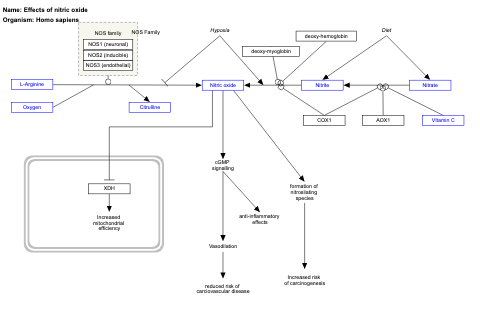 Name: Effects of nitric oxide
Organism: Homo sapiens
NOS family
NOS Family
NOS1 (neuronal)
NOS2 (inducible)
NOS3 (endothelial)
Hypoxia
deoxy-hemoglobin
Diet
deoxy-myoglobin
L-Arginine
Nitric oxide
Nitrite
Nitrate
Oxygen
Citrulline
COX1
AOX1
Vitamin C
cGMP
signalling
XDH
formation of
nitrosilating
species
Increased
mitochondrial
efficiency
anti-inflammatory
effects
Vasodilation
reduced risk of
carciovascular disease
Increased risk
of carcinogenesis